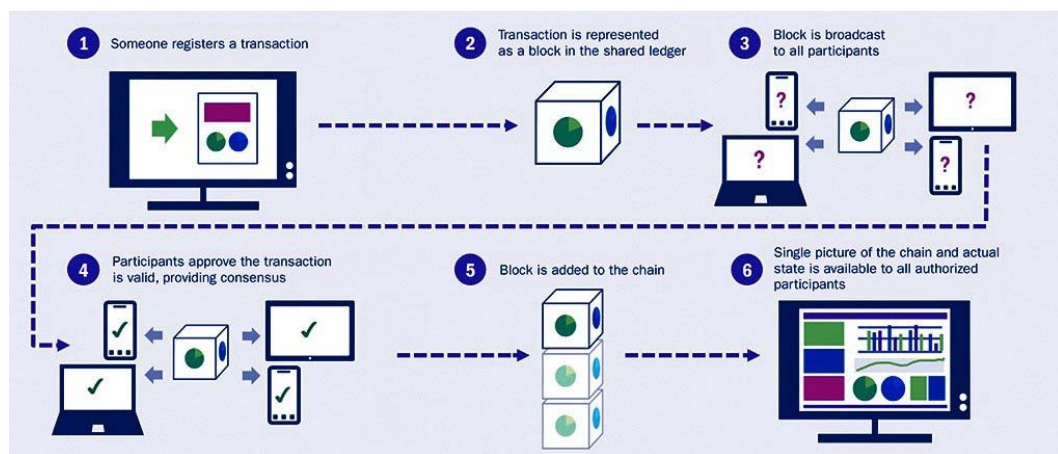 1
Someone registers a transaction
2
Transaction is represented
as a block in the shared ledger
3
Block is broadcast
to all participants
?
?
?
?
4
Participants approve the transaction
is valid, providing consensus
5
Block is added to the chain
6
Single picture of the chain and actual
state is available to all authorized
participants